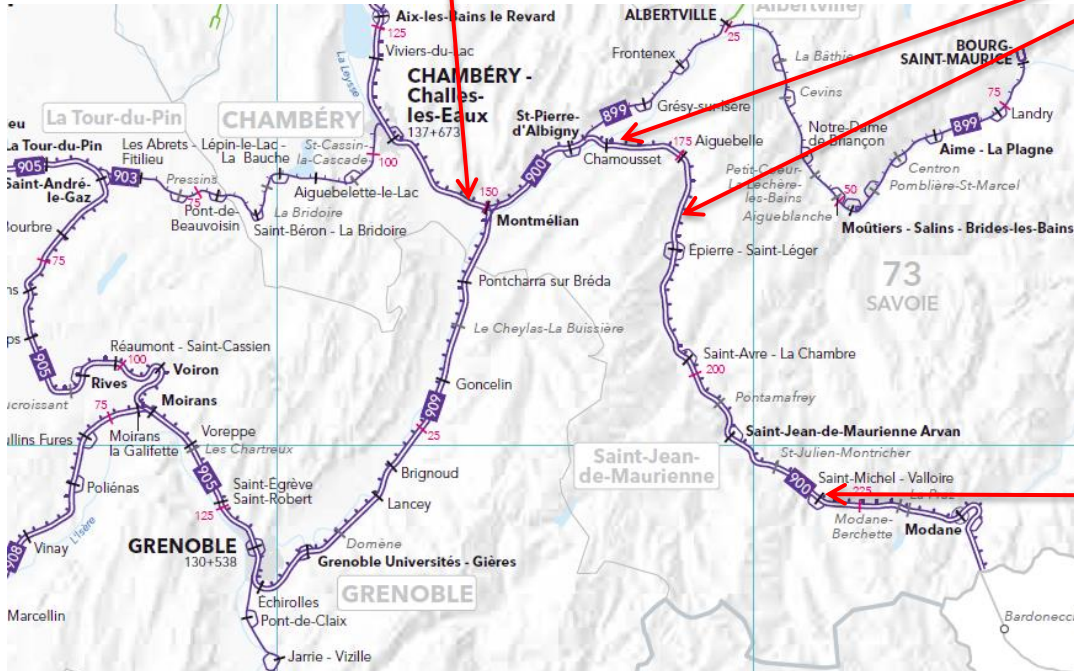 Aix-les-Bains le Revard
125
Viviers-du-Lac
La Leysse
CHAMBÉRY -
Challes-
les-Eaux
137+673
ALBERTVILLE
Albertville
25
Frontenex
La Bâthie
BOURG-
SAINT-MAURICE
Cevins
75
Landry
899
Grésy-sur-Isère
St-Pierre-
d'Albigny
Notre-Dame
de-Briançon
899
Aime - La Plagne
La Tour-du-Pin
CHAMBÉRY
La Tour-du-Pin
905
Les Abrets -
Fitilieu
Lépin-le-Lac -
La Bauche
St-Cassin-
la-Cascade
100
900
Chamousset
175
Aiguebelle
Petit-Coeur-
La Léchère-
les-Bains
Centron
Pomblière-St-Marcel
Saint-André-
le-Gaz
903
Pressins
75
Aiguebelette-le-Lac
150
Montmélian
50
Aigueblanche
Pont-de-
Beauvoisin
La Bridoire
Saint-Béron - La Bridoire
Moûtiers - Salins - Brides-les-Bains
75
Épierre - Saint-Léger
73
SAVOIE
Pontcharra sur Bréda
Le Cheylas-La Buissière
Réaumont - Saint-Cassien
100
Voiron
905
Rives
Saint-Avre - La Chambre
200
Goncelin
Pontamafrey
75
Moirans
909
Moirans
la Galifette
Voreppe
Les Chartreux
25
Saint-Jean-de-Maurienne Arvan
St-Julien-Montricher
Saint-Jean-
de-Maurienne
905
Brignoud
Poliénas
Saint-Egrève
Saint-Robert
125
Lancey
900
Saint-Michel - Valloire
225
La Praz
Modane-
Berchette
Modane
L'Isère
908
Vinay
GRENOBLE
130+538
Domène
Grenoble Universités - Gières
GRENOBLE
Échirolles
Marcellin
Pont-de-Claix
Jarrie - Vizille